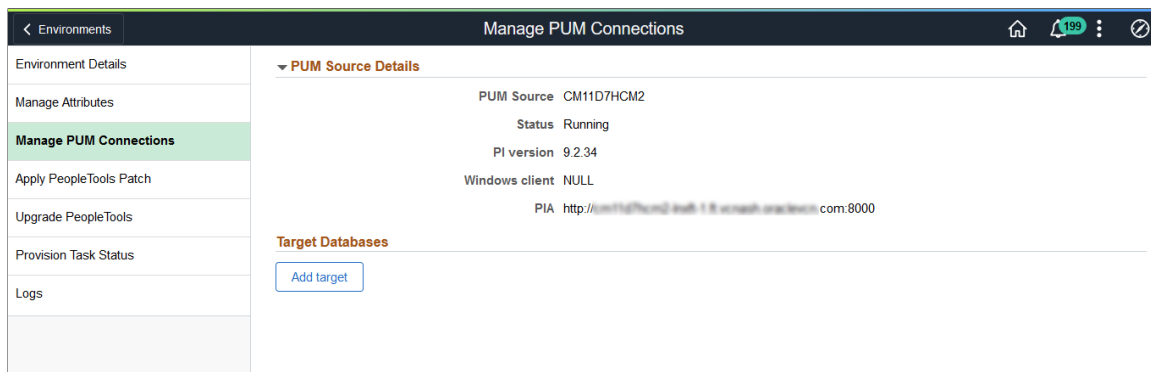 Environments
Manage PUM Connections
199
Environment Details
Manage Attributes
Manage PUM Connections
Apply PeopleTools Patch
Upgrade PeopleTools
Provision Task Status
Logs
PUM Source Details
PUM Source CM11D7HCM2
Status Running
PI version 9.2.34
Windows client NULL
PIA http:// com:8000
Target Databases
Add target